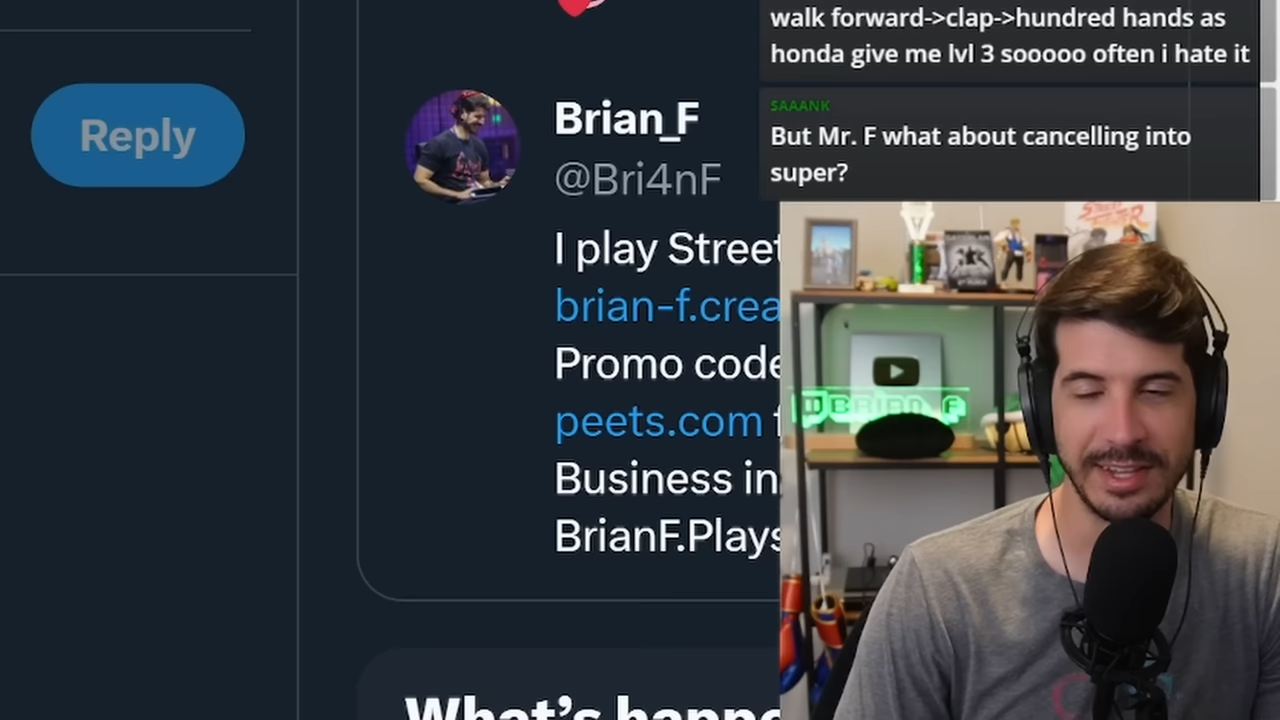 Reply
Brian_F
@Bri4nF
I play Street
brian-f.crea
Promo code
peets.com f
Business in
BrianF.Plays
What's happe
walk forward->clap->hundred hands as
honda give me lvl 3 sooooo often i hate it
SAAANK
But Mr. F what about cancelling into
super?
BRIAN_F